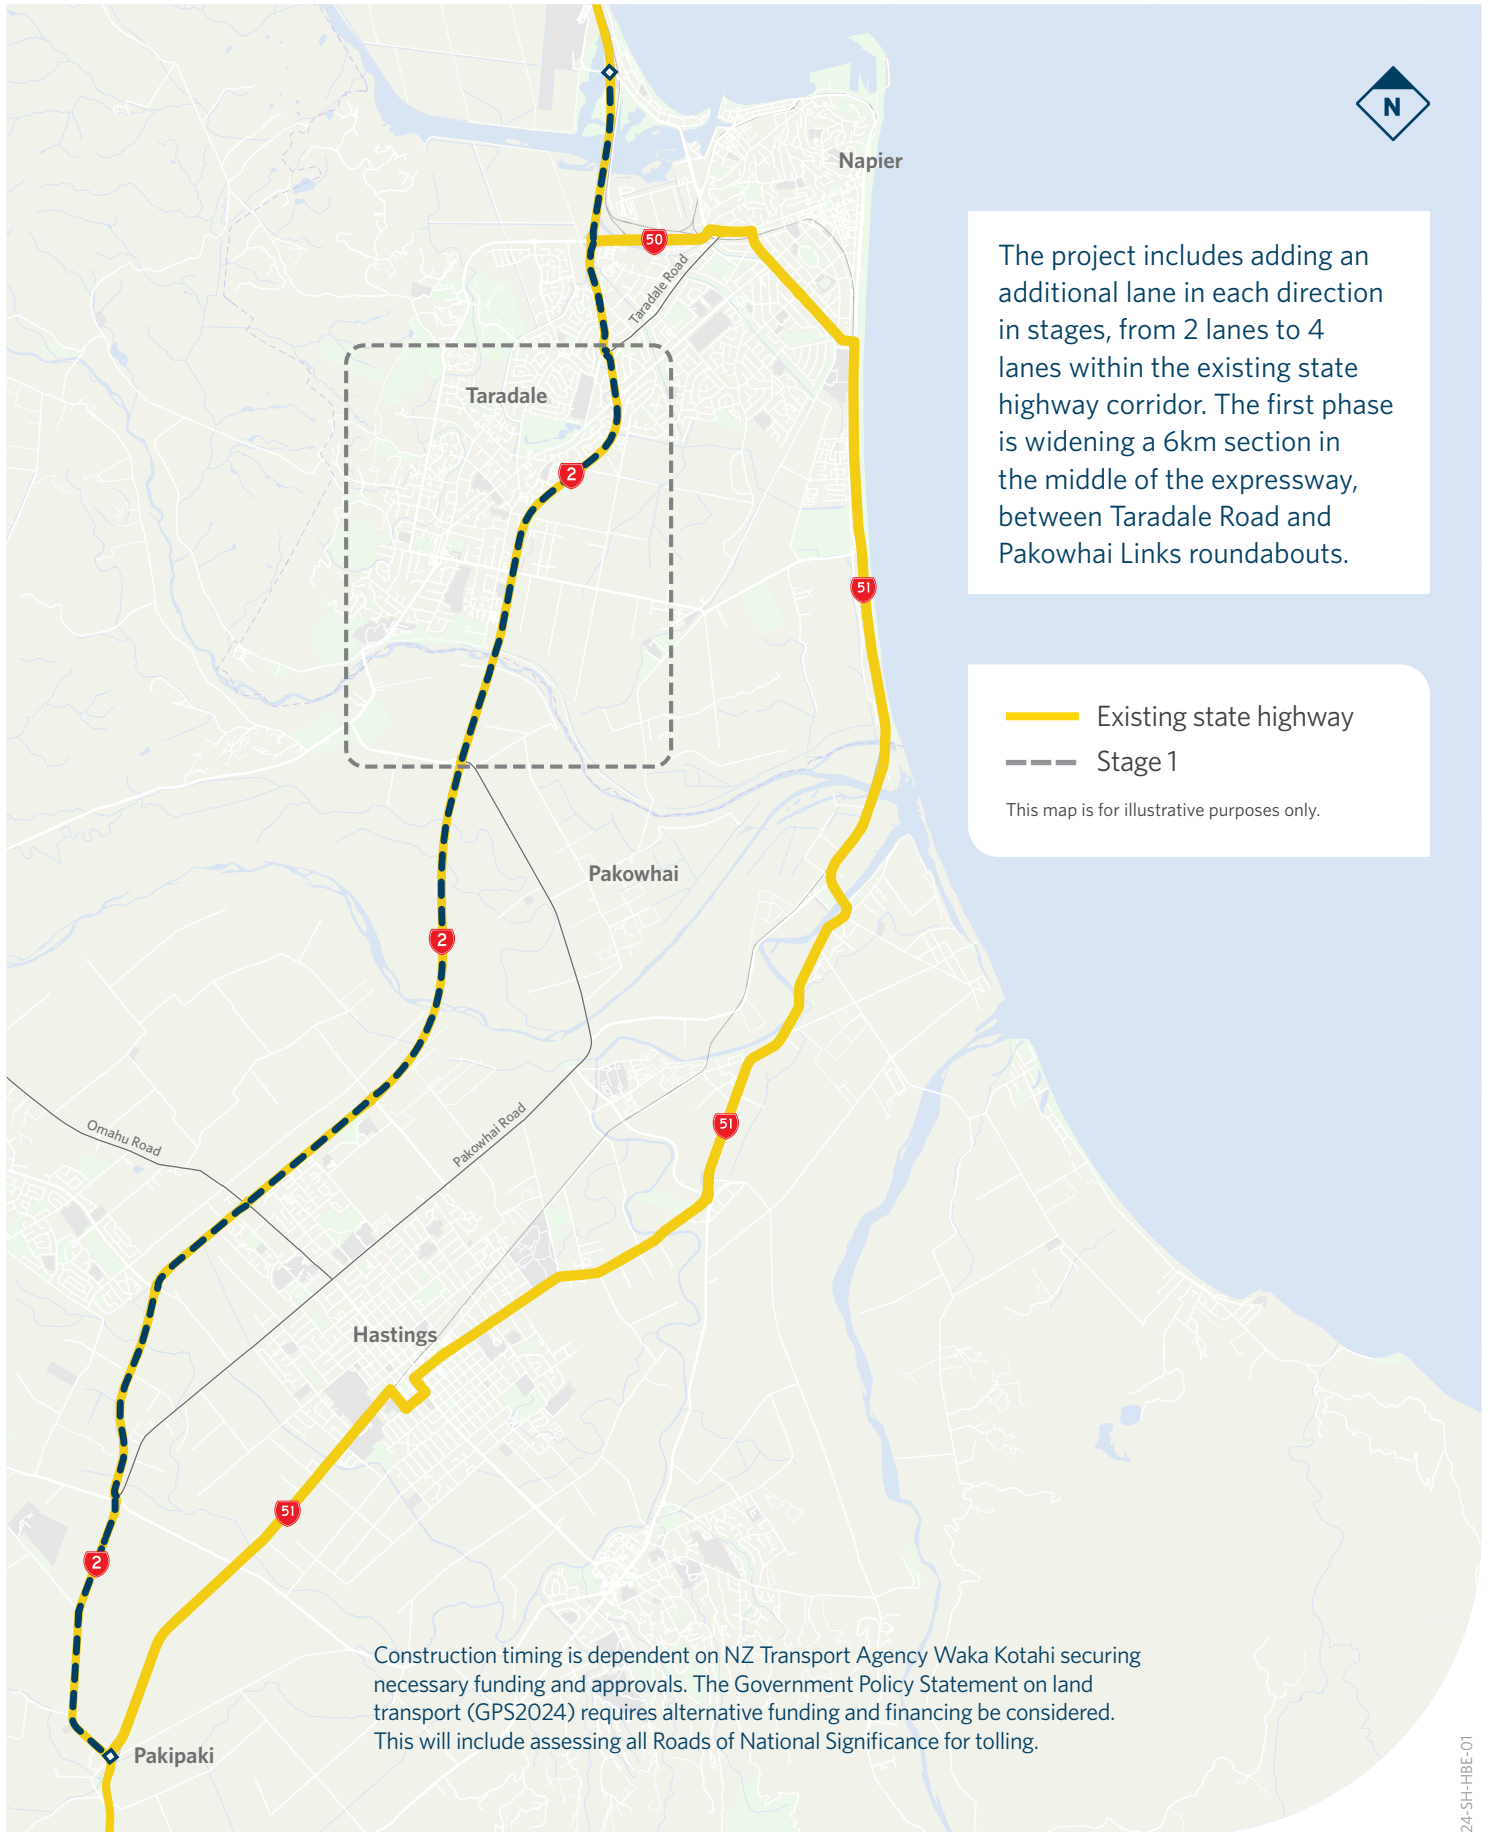 N
Napier
50
Taradale Road
The project includes adding an
additional lane in each direction
in stages, from 2 lanes to 4
lanes within the existing state
highway corridor. The first phase
is widening a 6km section in
the middle of the expressway,
between Taradale Road and
Pakowhai Links roundabouts.
Taradale
2
51
Existing state highway
Stage 1
This map is for illustrative purposes only.
Pakowhai
2
51
Omahu Road
Pakowhai Road
Hastings
51
2
Construction timing is dependent on NZ Transport Agency Waka Kotahi securing
necessary funding and approvals. The Government Policy Statement on land
transport (GPS2024) requires alternative funding and financing be considered.
This will include assessing all Roads of National Significance for tolling.
Pakipaki
24-SH-HBE-01